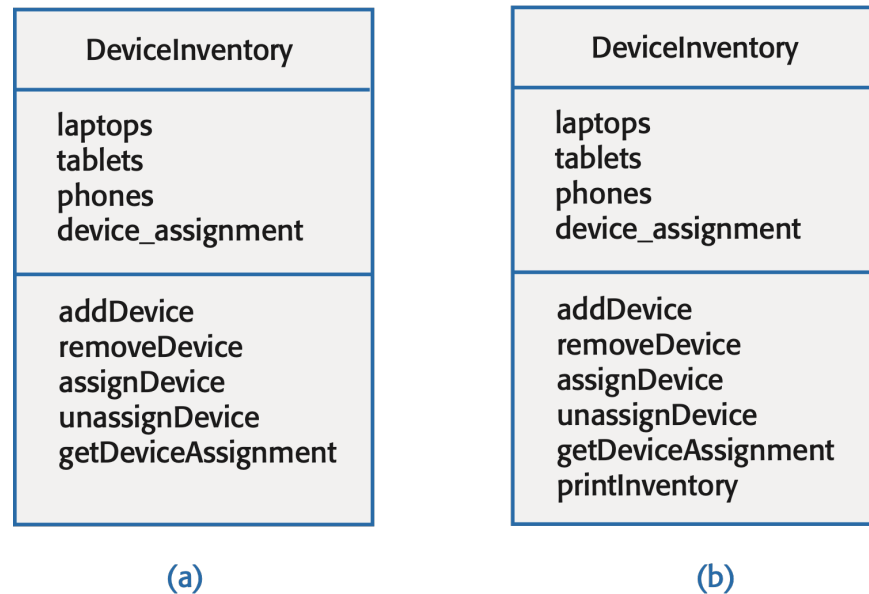 DeviceInventory
laptops
tablets
phones
device_assignment
addDevice
removeDevice
assignDevice
unassignDevice
getDeviceAssignment
(a)
DeviceInventory
laptops
tablets
phones
device_assignment
addDevice
removeDevice
assignDevice
unassignDevice
getDeviceAssignment
printInventory
(b)